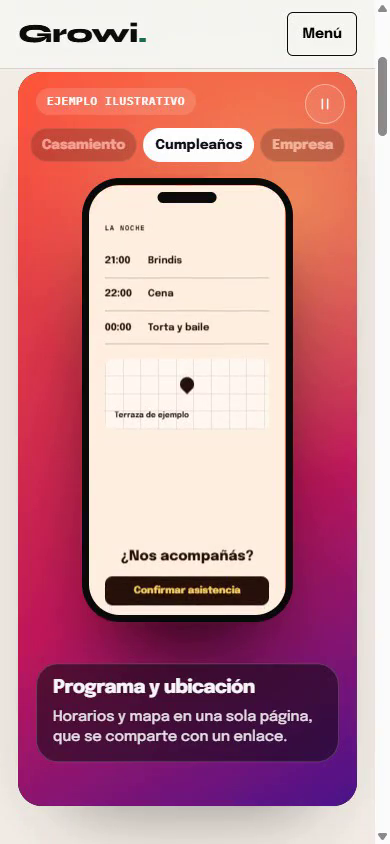 Growi.
Menú
EJEMPLO ILUSTRATIVO
Casamiento
Cumpleaños
Empresa
LA NOCHE
21:00 Brindis
22:00 Cena
00:00 Torta y baile
Terraza de ejemplo
¿Nos acompañás?
Confirmar asistencia
Programa y ubicación
Horarios y mapa en una sola página,
que se comparte con un enlace.